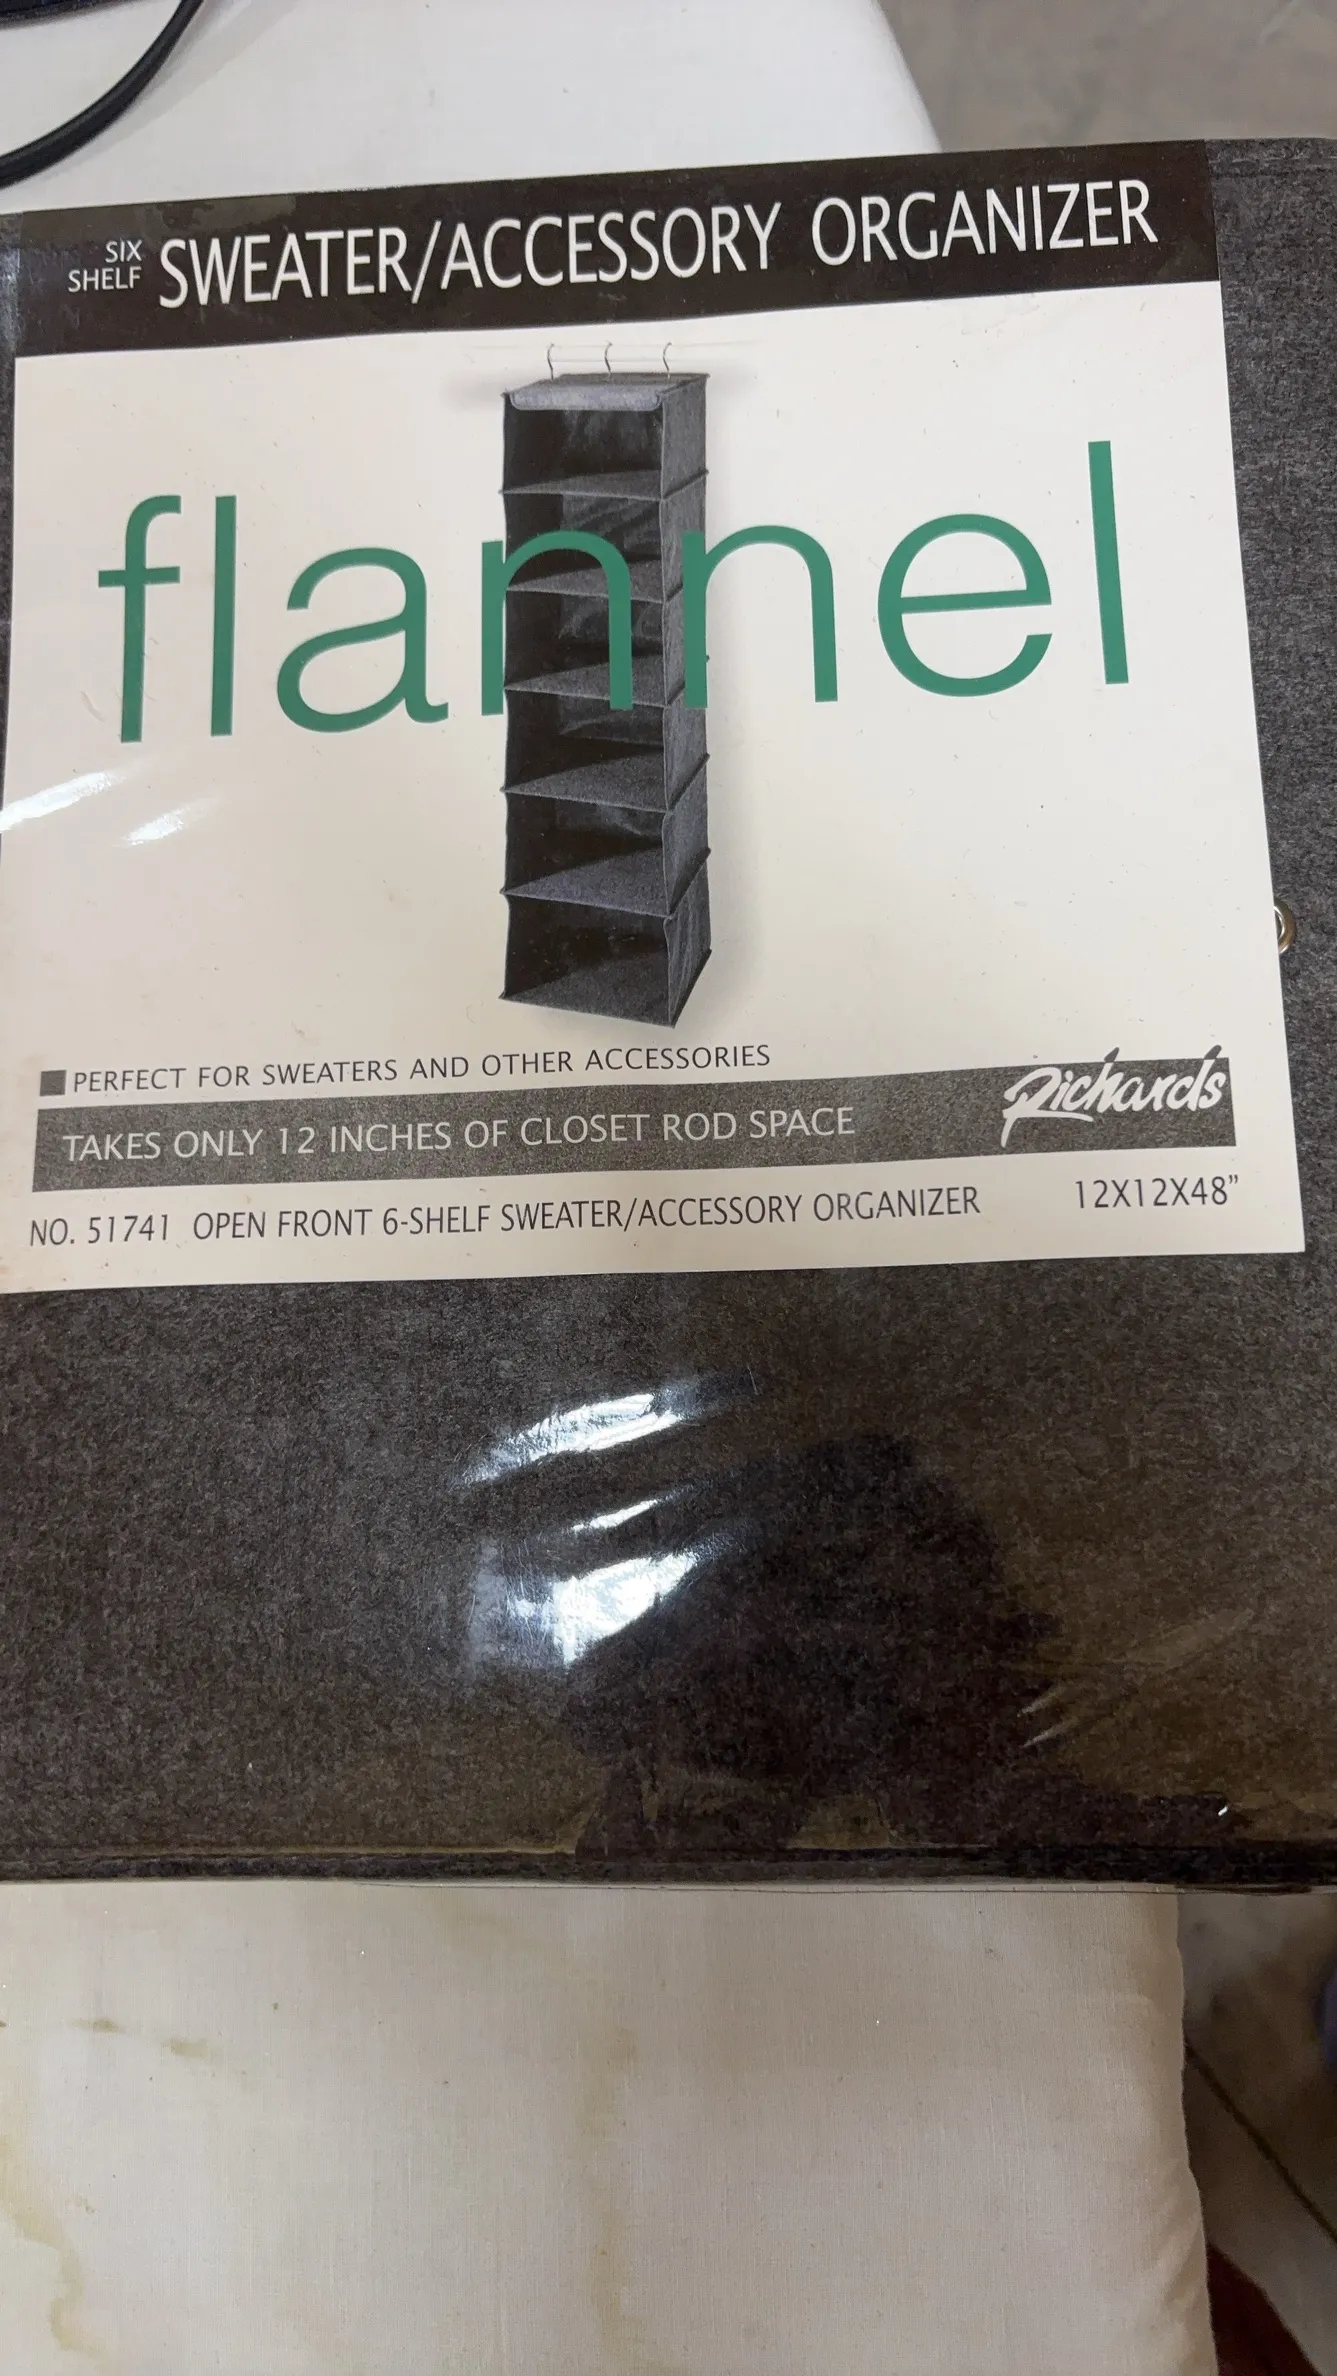 SIX
SHELF
SWEATER/ACCESSORY ORGANIZER
flannel
PERFECT FOR SWEATERS AND OTHER ACCESSORIES
TAKES ONLY 12 INCHES OF CLOSET ROD SPACE
Richards
NO. 51741 OPEN FRONT 6-SHELF SWEATER/ACCESSORY ORGANIZER 12X12X48”